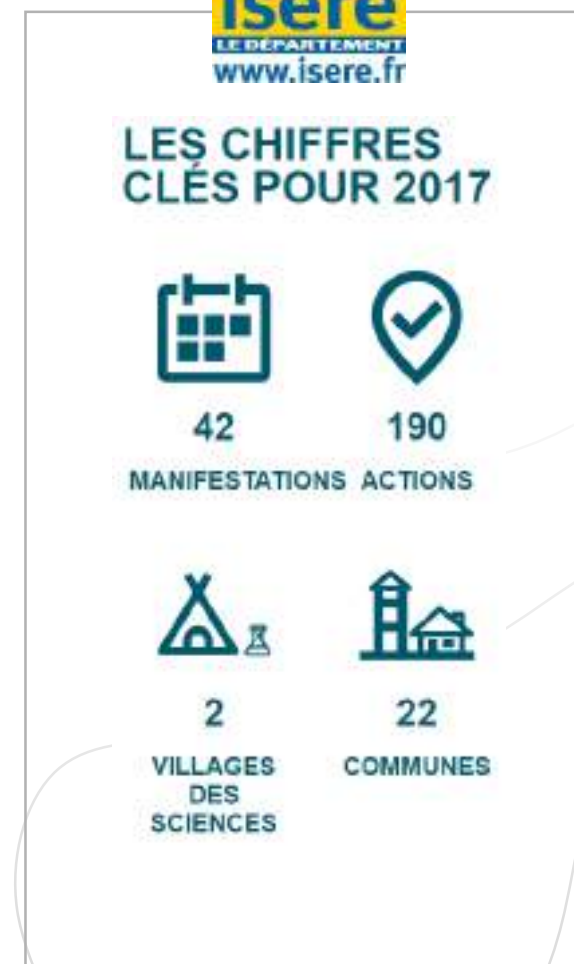 isère
LE DÉPARTEMENT
www.isere.fr
LES CHIFFRES
CLÉS POUR 2017
42
190
MANIFESTATIONS ACTIONS
2
22
VILLAGES
DES
SCIENCES
COMMUNES